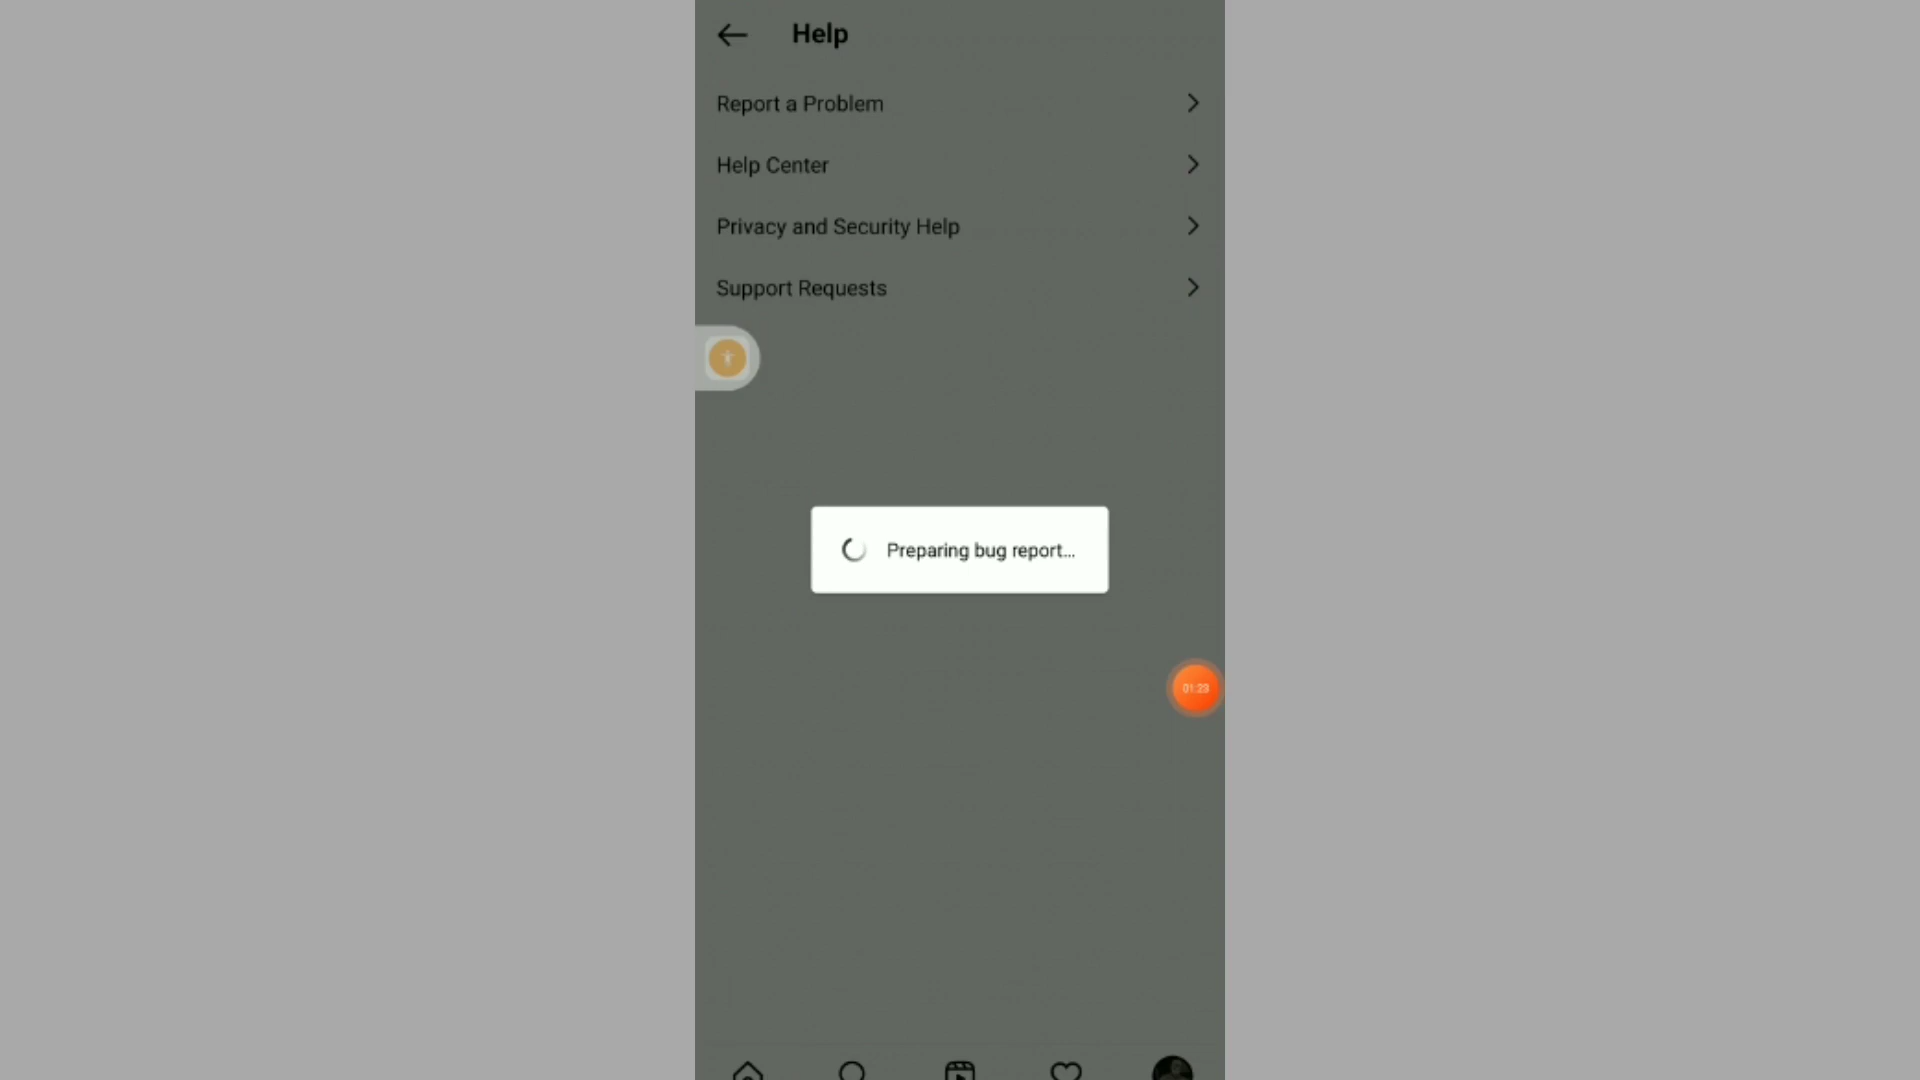 Help
Report a Problem
Help Center
Privacy and Security Help
Support Requests
Preparing bug report...
01:23